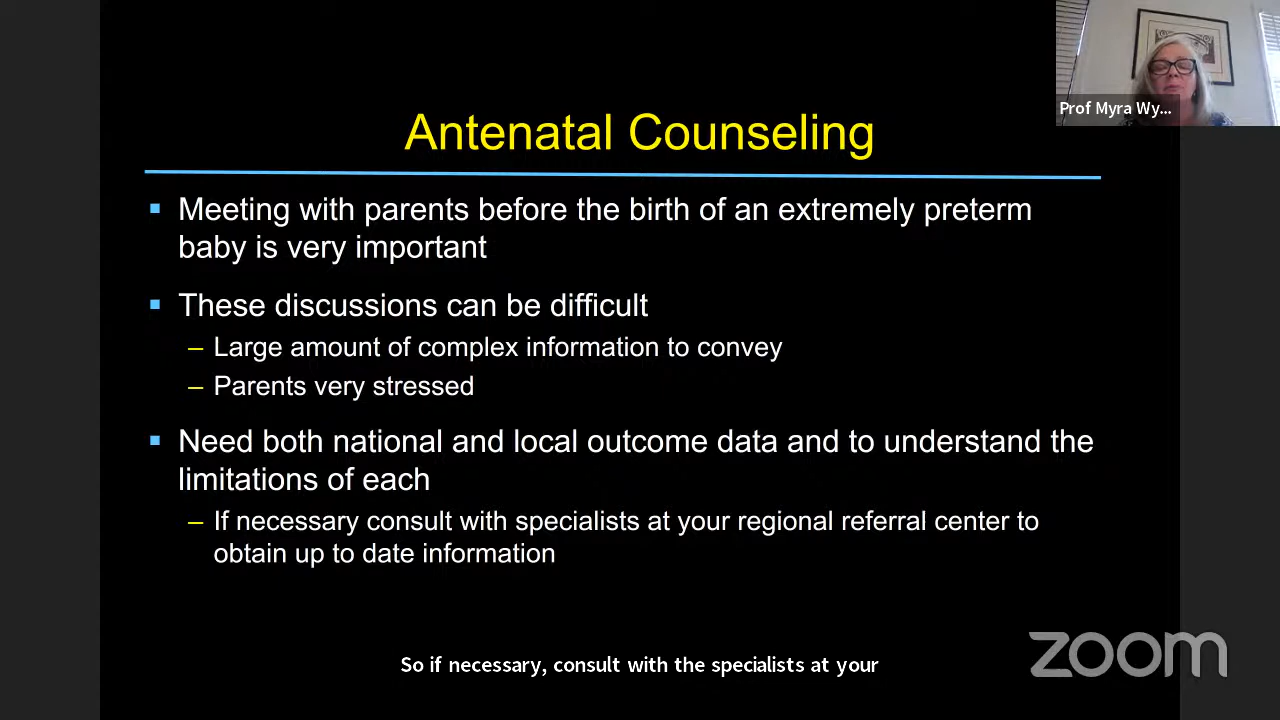 Prof Myra Wy...
Antenatal Counseling
▪ Meeting with parents before the birth of an extremely preterm
baby is very important
▪ These discussions can be difficult
– Large amount of complex information to convey
– Parents very stressed
▪ Need both national and local outcome data and to understand the
limitations of each
– If necessary consult with specialists at your regional referral center to
obtain up to date information
So if necessary, consult with the specialists at your
zoom